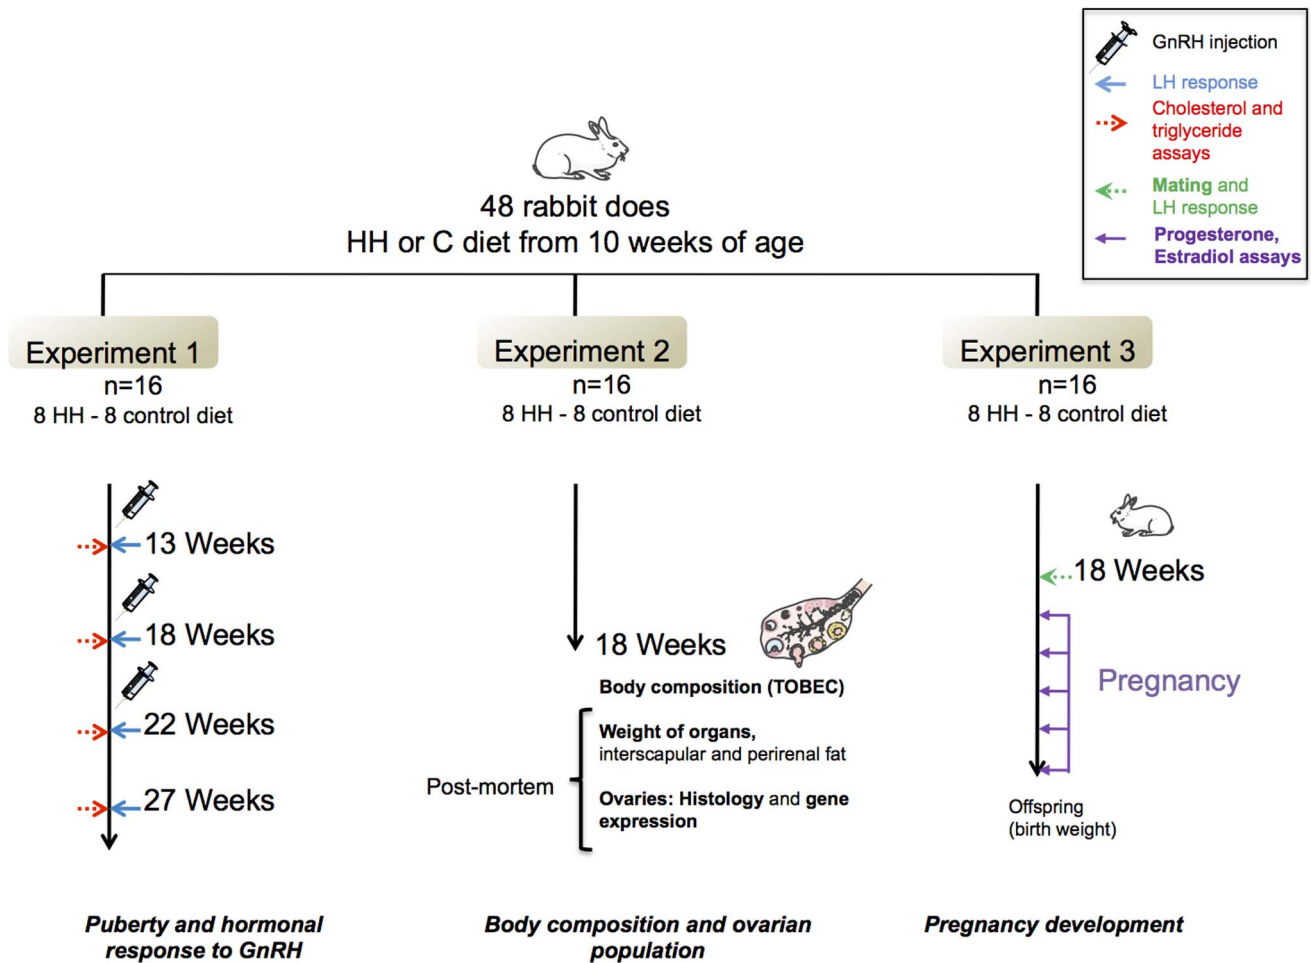 GnRH injection
LH response
Cholesterol and
triglyceride
assays
Mating and
LH response
Progesterone,
Estradiol assays
48 rabbit does
HH or C diet from 10 weeks of age
Experiment 1
n=16
8 HH - 8 control diet
13 Weeks
18 Weeks
22 Weeks
27 Weeks
Puberty and hormonal
response to GnRH
Experiment 2
n=16
8 HH - 8 control diet
18 Weeks
Body composition (TOBEC)
Post-mortem
Weight of organs,
interscapular and perirenal fat
Ovaries: Histology and gene
expression
Body composition and ovarian
population
Experiment 3
n=16
8 HH - 8 control diet
18 Weeks
Pregnancy
Offspring
(birth weight)
Pregnancy development